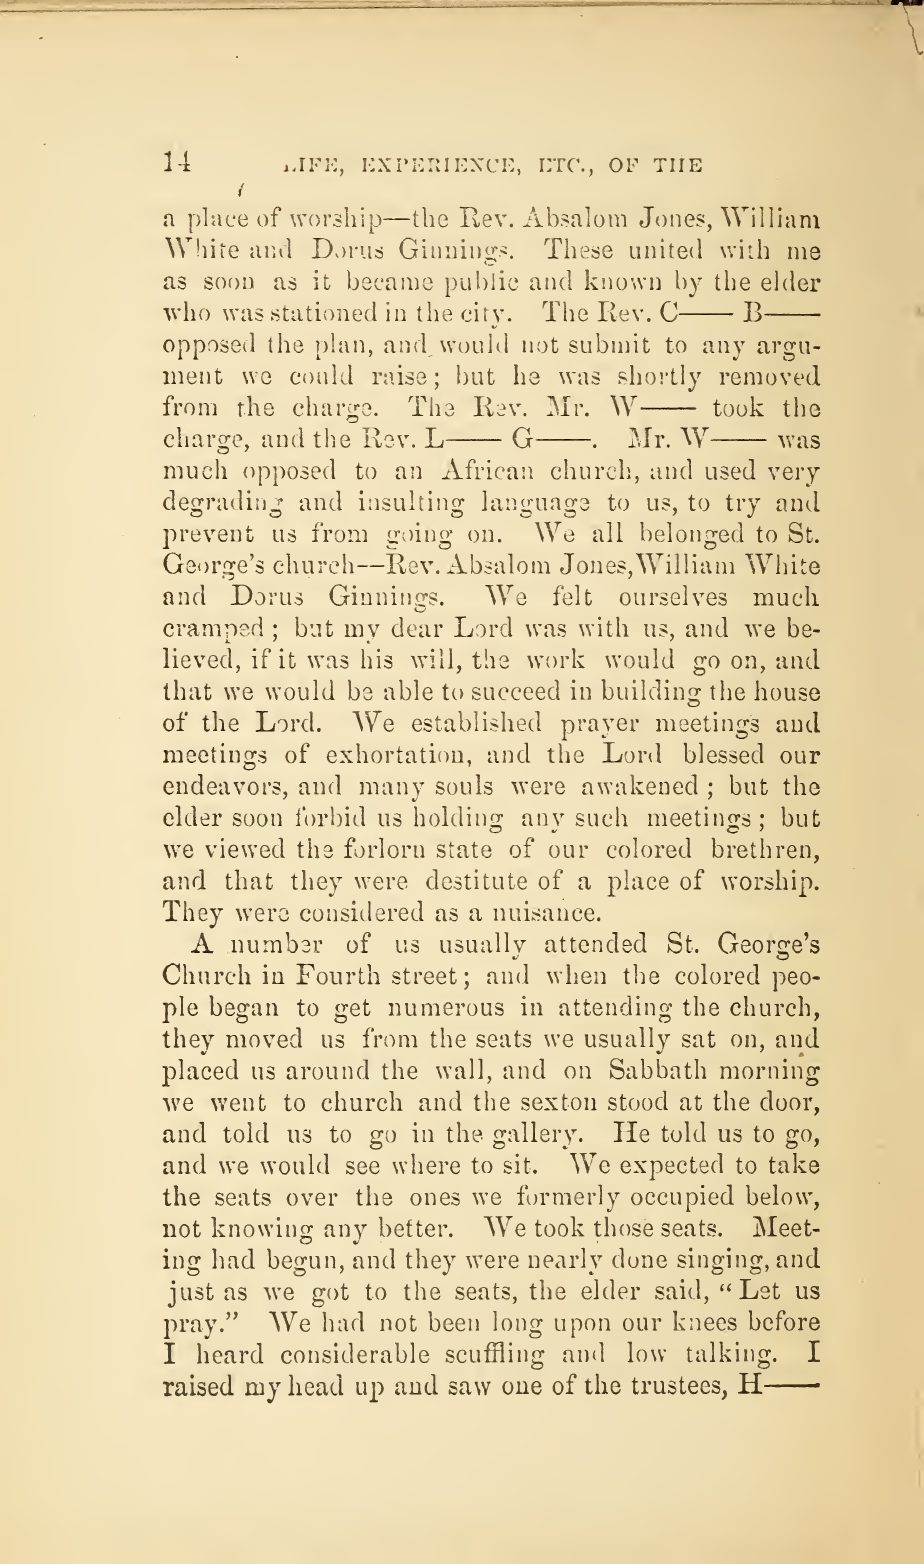 14 LIFE, EXPERIENCE, ETC., OF THE
a place of worship—the Rev. Absalom Jones, William
White and Dorus Ginnings. These united with me
as soon as it became public and known by the elder
who was stationed in the city. The Rev. C—— B——
opposed the plan, and would not submit to any argu-
ment we could raise; but he was shortly removed
from the charge. The Rev. Mr. W—— took the
charge, and the Rev. L—— G——. Mr. W—— was
much opposed to an African church, and used very
degrading and insulting language to us, to try and
prevent us from going on. We all belonged to St.
George's church--Rev. Absalom Jones, William White
and Dorus Ginnings. We felt ourselves much
cramped; but my dear Lord was with us, and we be-
lieved, if it was his will, the work would go on, and
that we would be able to succeed in building the house
of the Lord. We established prayer meetings and
meetings of exhortation, and the Lord blessed our
endeavors, and many souls were awakened; but the
elder soon forbid us holding any such meetings; but
we viewed the forlorn state of our colored brethren,
and that they were destitute of a place of worship.
They were considered as a nuisance.
A number of us usually attended St. George's
Church in Fourth street; and when the colored peo-
ple began to get numerous in attending the church,
they moved us from the seats we usually sat on, and
placed us around the wall, and on Sabbath morning
we went to church and the sexton stood at the door,
and told us to go in the gallery. He told us to go,
and we would see where to sit. We expected to take
the seats over the ones we formerly occupied below,
not knowing any better. We took those seats. Meet-
ing had begun, and they were nearly done singing, and
just as we got to the seats, the elder said, "Let us
pray." We had not been long upon our knees before
I heard considerable scuffling and low talking. I
raised my head up and saw one of the trustees, H——